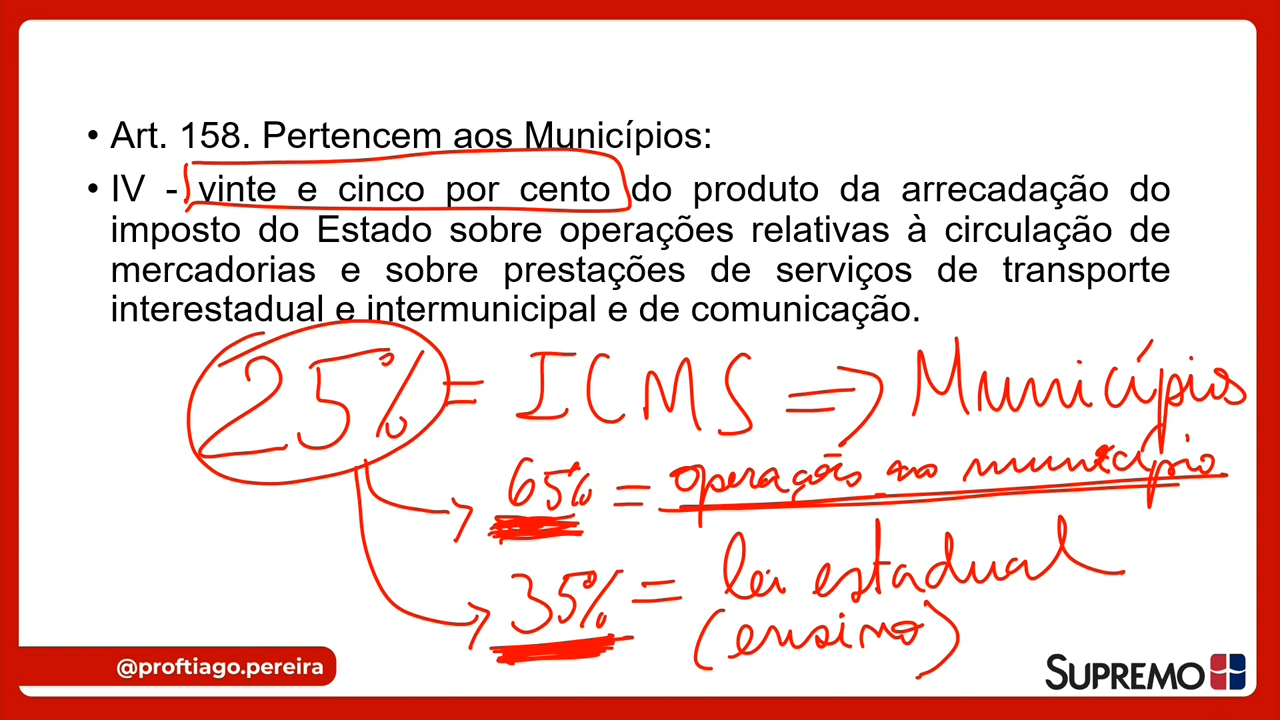 • Art. 158. Pertencem aos Municípios:
• IV - vinte e cinco por cento do produto da arrecadação do
imposto do Estado sobre operações relativas à circulação de
mercadorias e sobre prestações de serviços de transporte
interestadual e intermunicipal e de comunicação.
25% = ICMS => Municípios
65% = operações no município
35% = lei estadual
(ensino)
@proftiago.pereira
SUPREMO